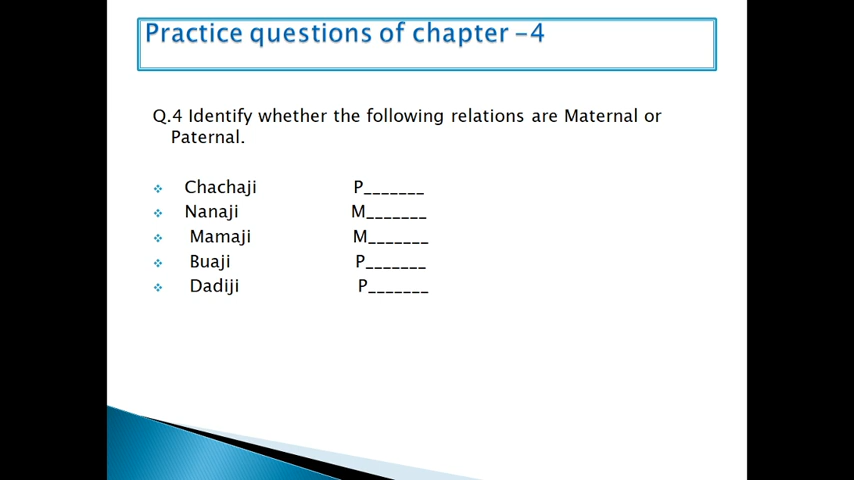 Practice questions of chapter -4
Q.4 Identify whether the following relations are Maternal or
Paternal.
Chachaji P_______
Nanaji M_______
Mamaji M_______
Buaji P_______
Dadiji P_______